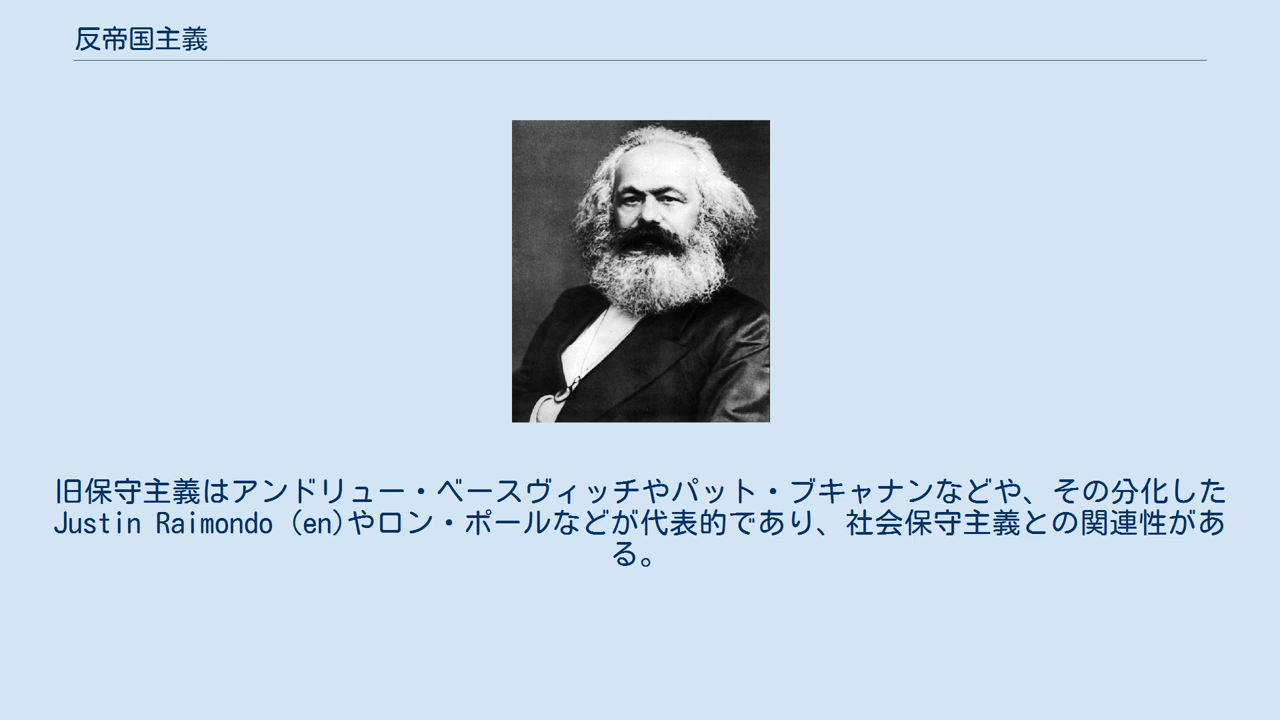 反帝国主義
旧保守主義はアンドリュー・ベースヴィッチやパット・ブキャナンなどや、その分化した
Justin Raimondo (en)やロン・ポールなどが代表的であり、社会保守主義との関連性があ
る。